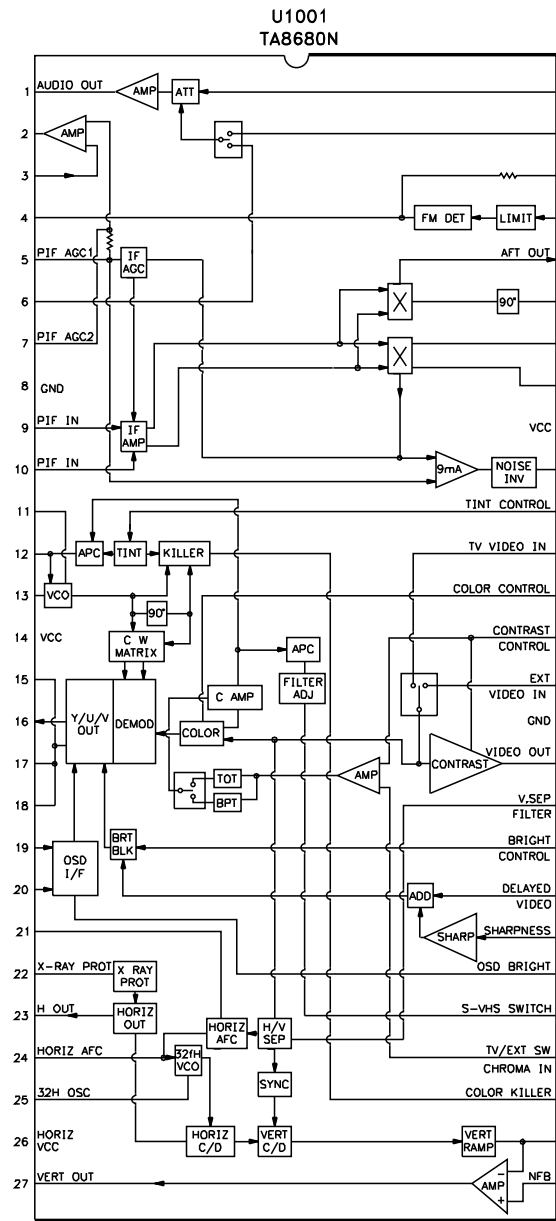 U1001
TA8680N
1 AUDIO OUT AMP ATT
2 AMP
3
4 FM DET LIMIT
5 PIF AGC1 IF AGC AFT OUT
6 X 90°
7 PIF AGC2
X
8 GND
9 PIF IN IF AMP VCC
10 PIF IN 9mA NOISE INV
11 TINT CONTROL
12 APC TINT KILLER TV VIDEO IN
13 VCO COLOR CONTROL
90°
14 VCC C W MATRIX APC CONTRAST CONTROL
15 FILTER ADJ EXT VIDEO IN
C AMP
16 Y/U/V OUT DEMOD COLOR GND
17 VIDEO OUT
TOT AMP CONTRAST
BPT
18 V,SEP FILTER
19 OSD I/F BRT BLK BRIGHT CONTROL
20 ADD DELAYED VIDEO
21 SHARP SHARPNESS
22 X-RAY PROT X RAY PROT OSD BRIGHT
23 H OUT HORIZ OUT HORIZ AFC H/V SEP S-VHS SWITCH
24 HORIZ AFC 32fH VCO TV/EXT SW
CHROMA IN
SYNC
25 32H OSC COLOR KILLER
26 HORIZ VCC HORIZ C/D VERT C/D VERT RAMP
27 VERT OUT AMP - + NFB